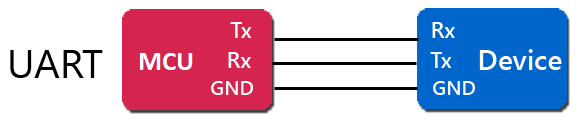 UART
MCU
Tx
Rx
GND
Rx
Tx
GND
Device